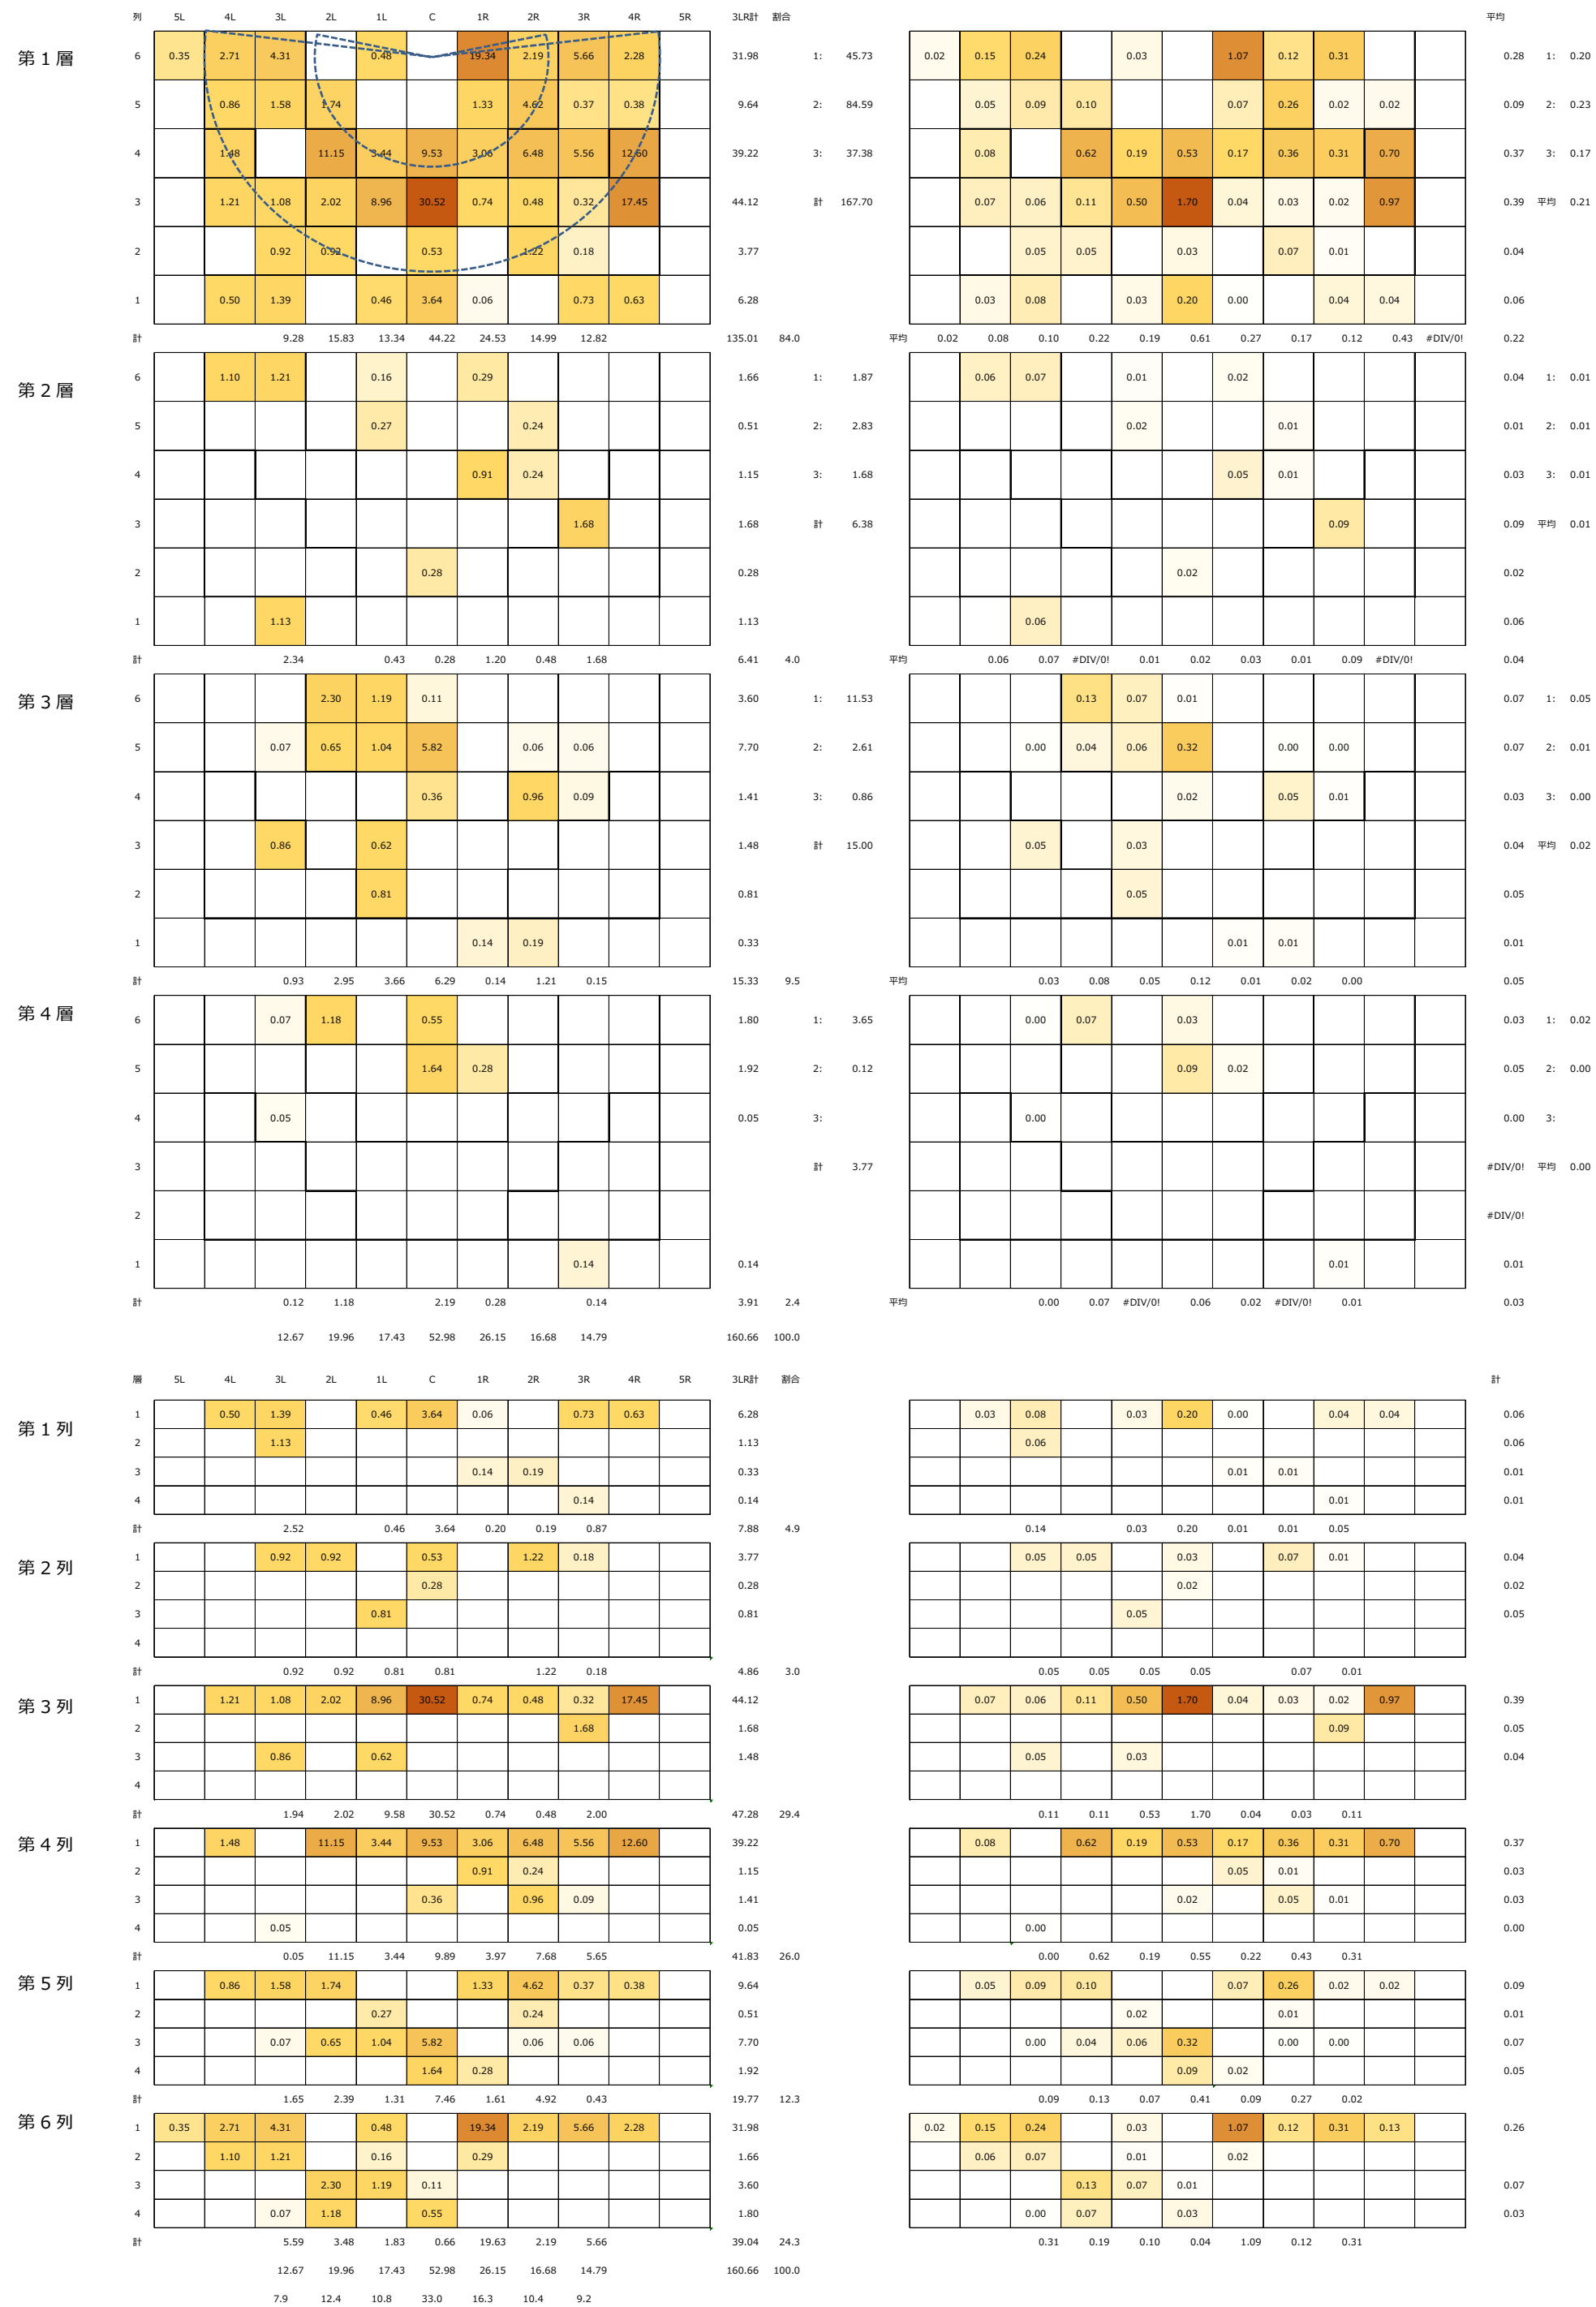 列 5L 4L 3L 2L 1L C 1R 2R 3R 4R 5R 3LR計 割合 平均
第1層 6 0.35 2.71 4.31 0.48 19.34 2.19 5.66 2.28 31.98 1: 45.73 0.02 0.15 0.24 0.03 1.07 0.12 0.31 0.28 1: 0.20
5 0.86 1.58 1.74 1.33 4.62 0.37 0.38 9.64 2: 84.59 0.05 0.09 0.10 0.07 0.26 0.02 0.02 0.09 2: 0.23
4 1.48 11.15 3.44 9.53 3.06 6.48 5.56 12.60 39.22 3: 37.38 0.08 0.62 0.19 0.53 0.17 0.36 0.31 0.70 0.37 3: 0.17
3 1.21 1.08 2.02 8.96 30.52 0.74 0.48 0.32 17.45 44.12 計 167.70 0.07 0.06 0.11 0.50 1.70 0.04 0.03 0.02 0.97 0.39 平均 0.21
2 0.92 0.92 0.53 1.22 0.18 3.77 0.05 0.05 0.03 0.07 0.01 0.04
1 0.50 1.39 0.46 3.64 0.06 0.73 0.63 6.28 0.03 0.08 0.03 0.20 0.00 0.04 0.04 0.06
計 9.28 15.83 13.34 44.22 24.53 14.99 12.82 135.01 84.0 平均 0.02 0.08 0.10 0.22 0.19 0.61 0.27 0.17 0.12 0.43 #DIV/0! 0.22
第2層 6 1.10 1.21 0.16 0.29 1.66 1: 1.87 0.06 0.07 0.01 0.02 0.04 1: 0.01
5 0.27 0.24 0.51 2: 2.83 0.02 0.01 0.01 2: 0.01
4 0.91 0.24 1.15 3: 1.68 0.05 0.01 0.03 3: 0.01
3 1.68 1.68 計 6.38 0.09 0.09 平均 0.01
2 0.28 0.28 0.02 0.02
1 1.13 1.13 0.06 0.06
計 2.34 0.43 0.28 1.20 0.48 1.68 6.41 4.0 平均 0.06 0.07 #DIV/0! 0.01 0.02 0.03 0.01 0.09 #DIV/0! 0.04
第3層 6 2.30 1.19 0.11 3.60 1: 11.53 0.13 0.07 0.01 0.07 1: 0.05
5 0.07 0.65 1.04 5.82 0.06 0.06 7.70 2: 2.61 0.00 0.04 0.06 0.32 0.00 0.00 0.07 2: 0.01
4 0.36 0.96 0.09 1.41 3: 0.86 0.02 0.05 0.01 0.03 3: 0.00
3 0.86 0.62 1.48 計 15.00 0.05 0.03 0.04 平均 0.02
2 0.81 0.81 0.05 0.05
1 0.14 0.19 0.33 0.01 0.01 0.01
計 0.93 2.95 3.66 6.29 0.14 1.21 0.15 15.33 9.5 平均 0.03 0.08 0.05 0.12 0.01 0.02 0.00 0.05
第4層 6 0.07 1.18 0.55 1.80 1: 3.65 0.00 0.07 0.03 0.03 1: 0.02
5 1.64 0.28 1.92 2: 0.12 0.09 0.02 0.05 2: 0.00
4 0.05 0.05 3: 0.00 0.00 3:
3 計 3.77 #DIV/0! 平均 0.00
2 #DIV/0!
1 0.14 0.14 0.01 0.01
計 0.12 1.18 2.19 0.28 0.14 3.91 2.4 平均 0.00 0.07 #DIV/0! 0.06 0.02 #DIV/0! 0.01 0.03
12.67 19.96 17.43 52.98 26.15 16.68 14.79 160.66 100.0
層 5L 4L 3L 2L 1L C 1R 2R 3R 4R 5R 3LR計 割合 計
第1列 1 0.50 1.39 0.46 3.64 0.06 0.73 0.63 6.28 0.03 0.08 0.03 0.20 0.00 0.04 0.04 0.06
2 1.13 1.13 0.06 0.06
3 0.14 0.19 0.33 0.01 0.01 0.01
4 0.14 0.14 0.01 0.01
計 2.52 0.46 3.64 0.20 0.19 0.87 7.88 4.9 0.14 0.03 0.20 0.01 0.01 0.05
第2列 1 0.92 0.92 0.53 1.22 0.18 3.77 0.05 0.05 0.03 0.07 0.01 0.04
2 0.28 0.28 0.02 0.02
3 0.81 0.81 0.05 0.05
4
計 0.92 0.92 0.81 0.81 1.22 0.18 4.86 3.0 0.05 0.05 0.05 0.05 0.07 0.01
第3列 1 1.21 1.08 2.02 8.96 30.52 0.74 0.48 0.32 17.45 44.12 0.07 0.06 0.11 0.50 1.70 0.04 0.03 0.02 0.97 0.39
2 1.68 1.68 0.09 0.05
3 0.86 0.62 1.48 0.05 0.03 0.04
4
計 1.94 2.02 9.58 30.52 0.74 0.48 2.00 47.28 29.4 0.11 0.11 0.53 1.70 0.04 0.03 0.11
第4列 1 1.48 11.15 3.44 9.53 3.06 6.48 5.56 12.60 39.22 0.08 0.62 0.19 0.53 0.17 0.36 0.31 0.70 0.37
2 0.91 0.24 1.15 0.05 0.01 0.03
3 0.36 0.96 0.09 1.41 0.02 0.05 0.01 0.03
4 0.05 0.05 0.00 0.00
計 0.05 11.15 3.44 9.89 3.97 7.68 5.65 41.83 26.0 0.00 0.62 0.19 0.55 0.22 0.43 0.31
第5列 1 0.86 1.58 1.74 1.33 4.62 0.37 0.38 9.64 0.05 0.09 0.10 0.07 0.26 0.02 0.02 0.09
2 0.27 0.24 0.51 0.02 0.01 0.01
3 0.07 0.65 1.04 5.82 0.06 0.06 7.70 0.00 0.04 0.06 0.32 0.00 0.00 0.07
4 1.64 0.28 1.92 0.09 0.02 0.05
計 1.65 2.39 1.31 7.46 1.61 4.92 0.43 19.77 12.3 0.09 0.13 0.07 0.41 0.09 0.27 0.02
第6列 1 0.35 2.71 4.31 0.48 19.34 2.19 5.66 2.28 31.98 0.02 0.15 0.24 0.03 1.07 0.12 0.31 0.13 0.26
2 1.10 1.21 0.16 0.29 1.66 0.06 0.07 0.01 0.02
3 2.30 1.19 0.11 3.60 0.13 0.07 0.01 0.07
4 0.07 1.18 0.55 1.80 0.00 0.07 0.03 0.03
計 5.59 3.48 1.83 0.66 19.63 2.19 5.66 39.04 24.3 0.31 0.19 0.10 0.04 1.09 0.12 0.31
12.67 19.96 17.43 52.98 26.15 16.68 14.79 160.66 100.0
7.9 12.4 10.8 33.0 16.3 10.4 9.2